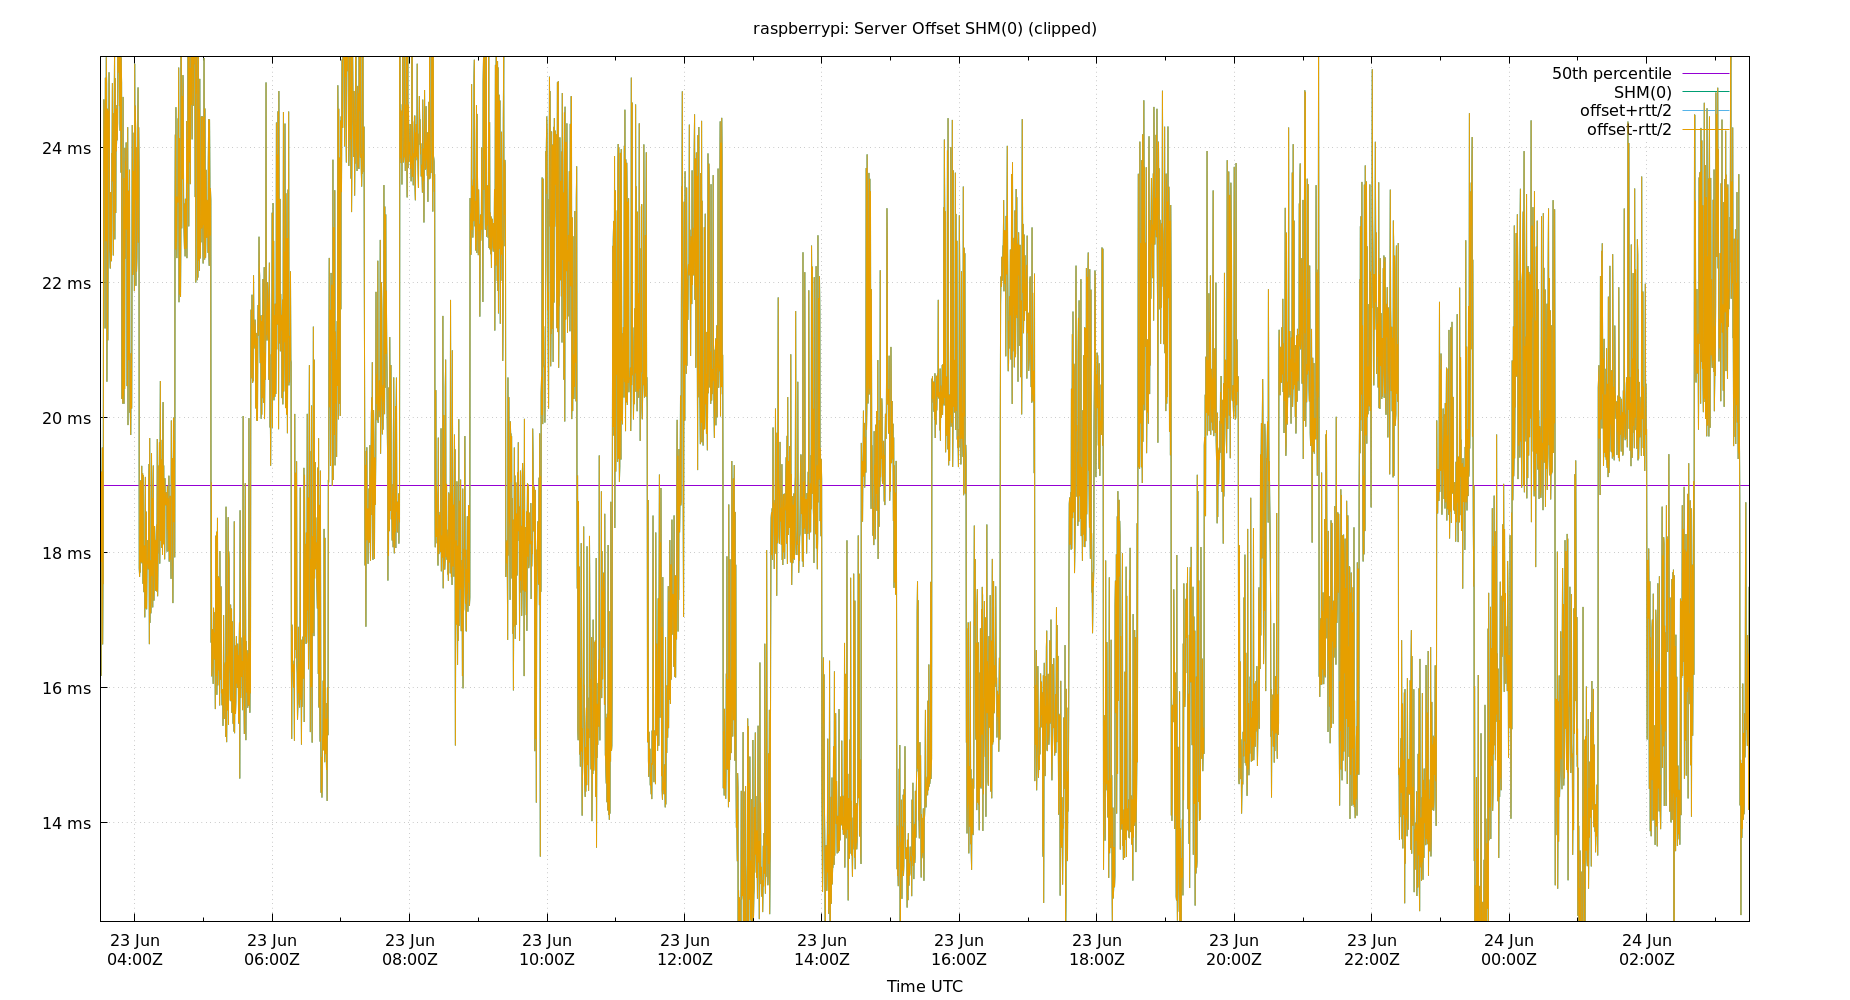 raspberrypi: Server Offset SHM(0) (clipped)
50th percentile
SHM(0)
offset+rtt/2
offset-rtt/2
24 ms
22 ms
20 ms
18 ms
16 ms
14 ms
23 Jun 23 Jun 23 Jun 23 Jun 23 Jun 23 Jun 23 Jun 23 Jun 23 Jun 23 Jun 24 Jun 24 Jun
04:00Z 06:00Z 08:00Z 10:00Z 12:00Z 14:00Z 16:00Z 18:00Z 20:00Z 22:00Z 00:00Z 02:00Z
Time UTC